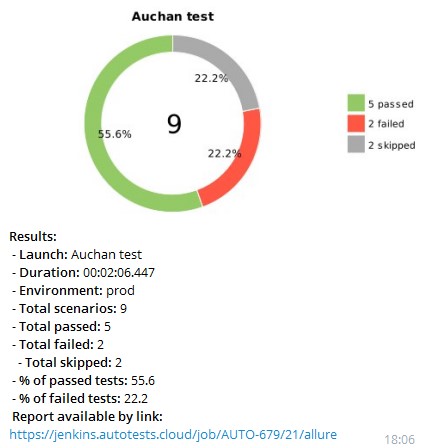 Auchan test
22.2%
5 passed
2 failed
2 skipped
9
55.6%
22.2%
Results:
- Launch: Auchan test
- Duration: 00:02:06.447
- Environment: prod
- Total scenarios: 9
- Total passed: 5
- Total failed: 2
- Total skipped: 2
- % of passed tests: 55.6
- % of failed tests: 22.2
Report available by link:
https://jenkins.autotests.cloud/job/AUTO-679/21/allure
18:06